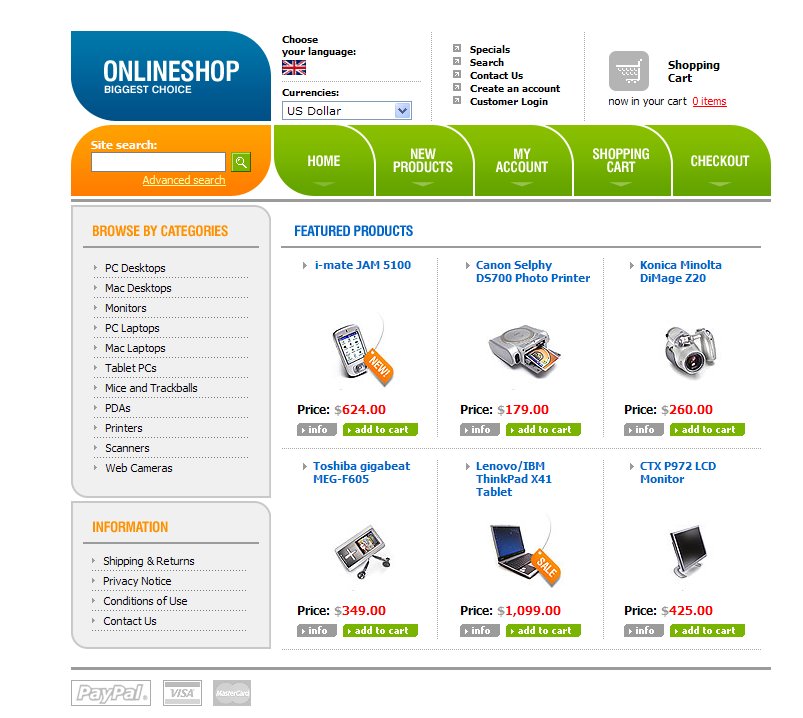 ONLINESHOP
BIGGEST CHOICE
Choose
your language:
Currencies:
US Dollar
Specials
Search
Contact Us
Create an account
Customer Login
Shopping
Cart
now in your cart 0 items
Site search:
Advanced search
HOME
NEW
PRODUCTS
MY
ACCOUNT
SHOPPING
CART
CHECKOUT
BROWSE BY CATEGORIES
PC Desktops
Mac Desktops
Monitors
PC Laptops
Mac Laptops
Tablet PCs
Mice and Trackballs
PDAs
Printers
Scanners
Web Cameras
INFORMATION
Shipping & Returns
Privacy Notice
Conditions of Use
Contact Us
FEATURED PRODUCTS
i-mate JAM 5100
NEW!
Price: $624.00
info add to cart
Canon Selphy
DS700 Photo Printer
Price: $179.00
info add to cart
Konica Minolta
DiMage Z20
Price: $260.00
info add to cart
Toshiba gigabeat
MEG-F605
Price: $349.00
info add to cart
Lenovo/IBM
ThinkPad X41
Tablet
SALE
Price: $1,099.00
info add to cart
CTX P972 LCD
Monitor
Price: $425.00
info add to cart
PayPal
VISA
MasterCard